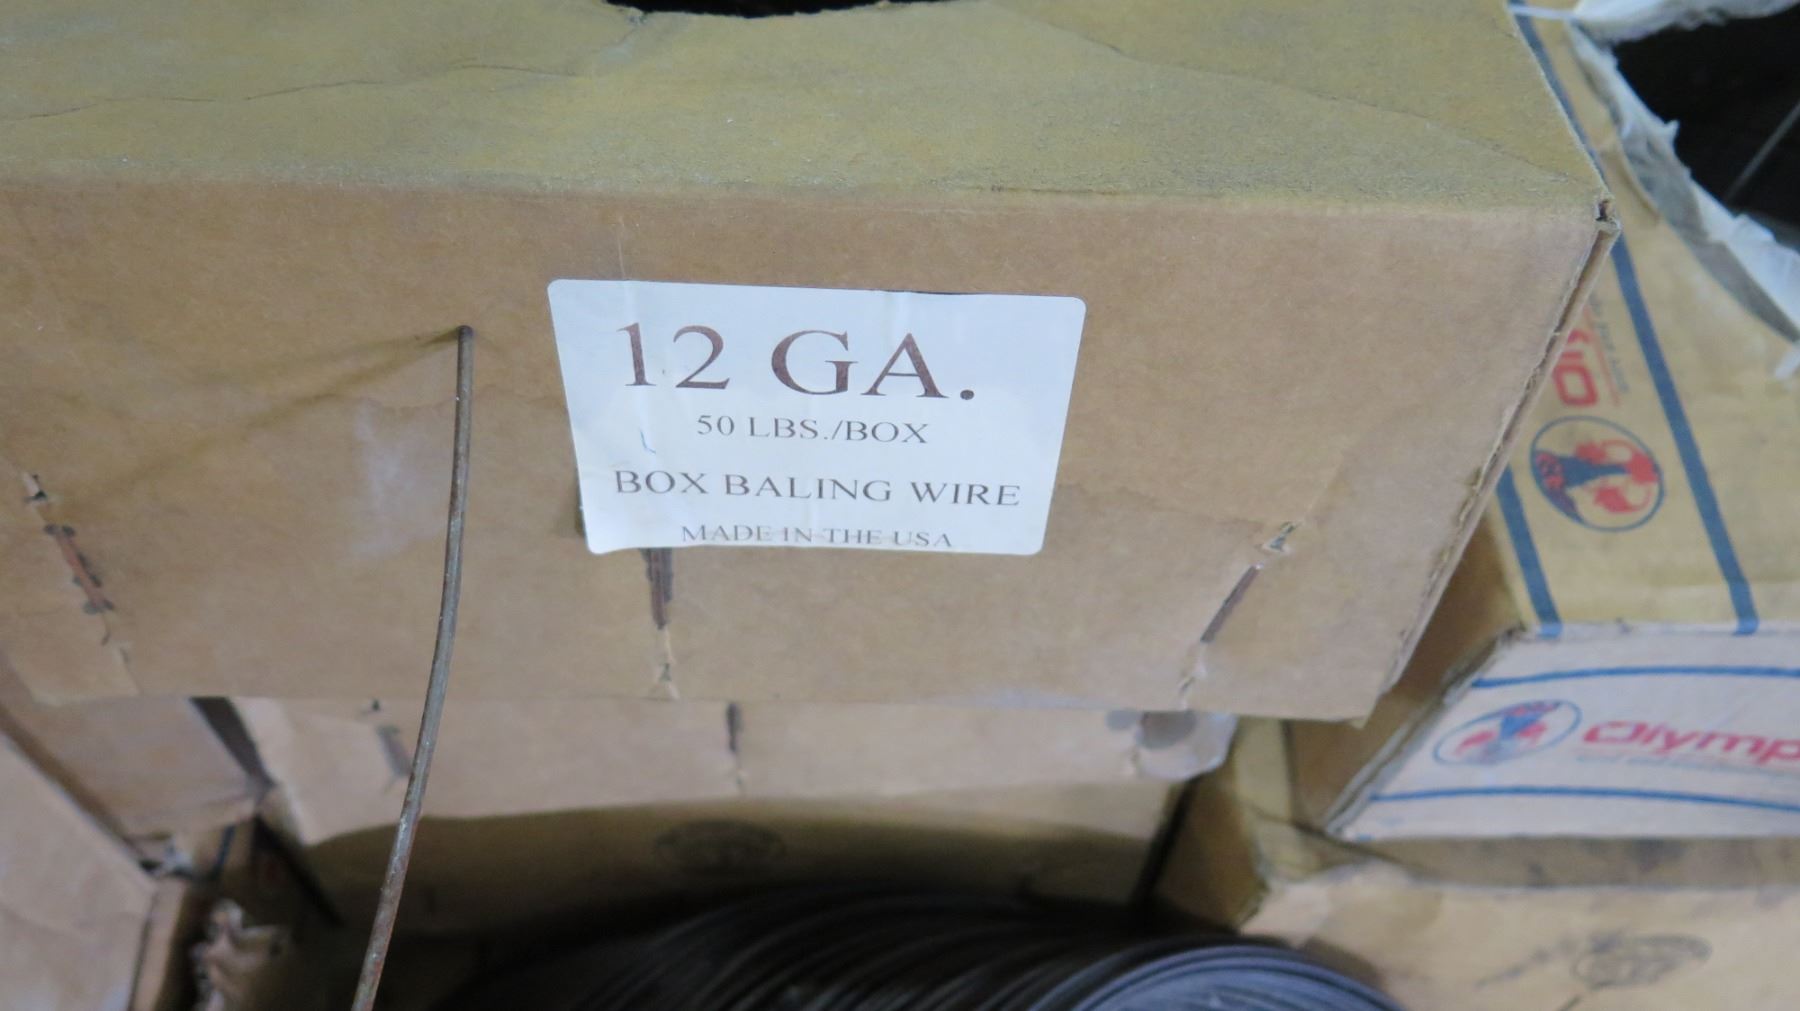 12 GA.
50 LBS./BOX
BOX BALING WIRE
MADE IN THE USA
Olymp